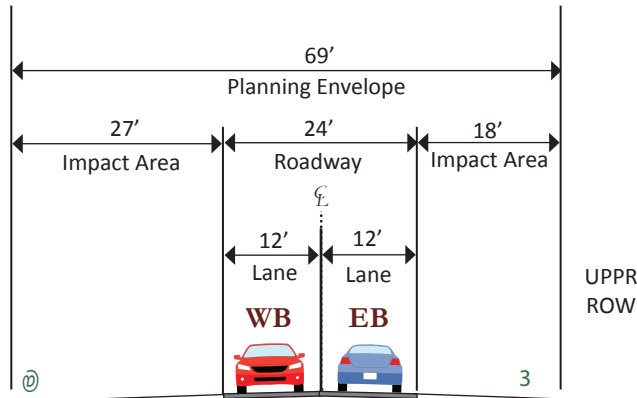 69’
Planning Envelope
27’
24’
18’
Impact Area
Roadway
Impact Area
℄
12’
12’
Lane
Lane
UPPR
ROW
WB
EB
3